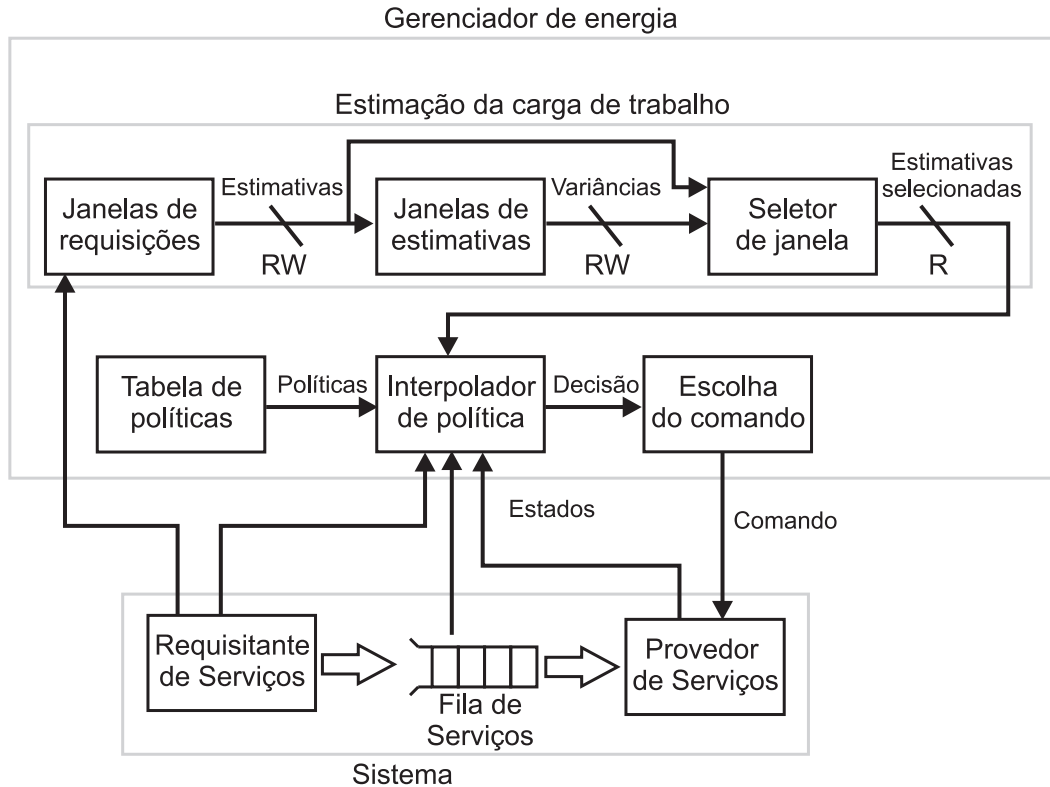 Gerenciador de energia
Estimação da carga de trabalho
Janelas de
requisições
Estimativas
RW
Janelas de
estimativas
Variâncias
RW
Seletor
de janela
Estimativas
selecionadas
R
Tabela de
políticas
Políticas
Interpolador
de política
Decisão
Escolha
do comando
Estados
Comando
Requisitante
de Serviços
Fila de
Serviços
Provedor
de Serviços
Sistema